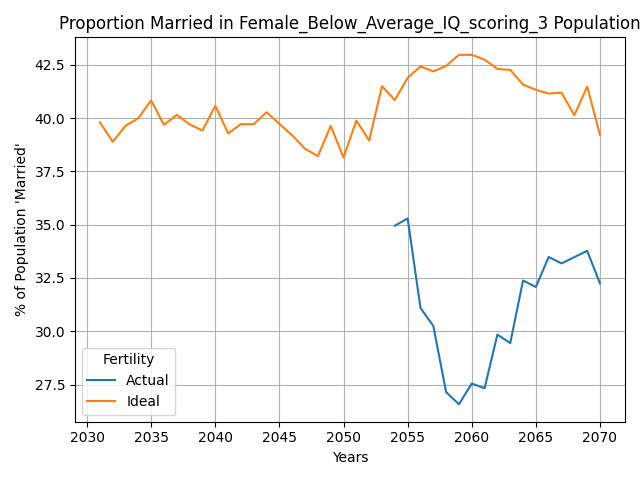 Proportion Married in Female_Below_Average_IQ_scoring_3 Population
% of Population 'Married'
42.5
40.0
37.5
35.0
32.5
30.0
27.5
Fertility
Actual
Ideal
2030 2035 2040 2045 2050 2055 2060 2065 2070
Years